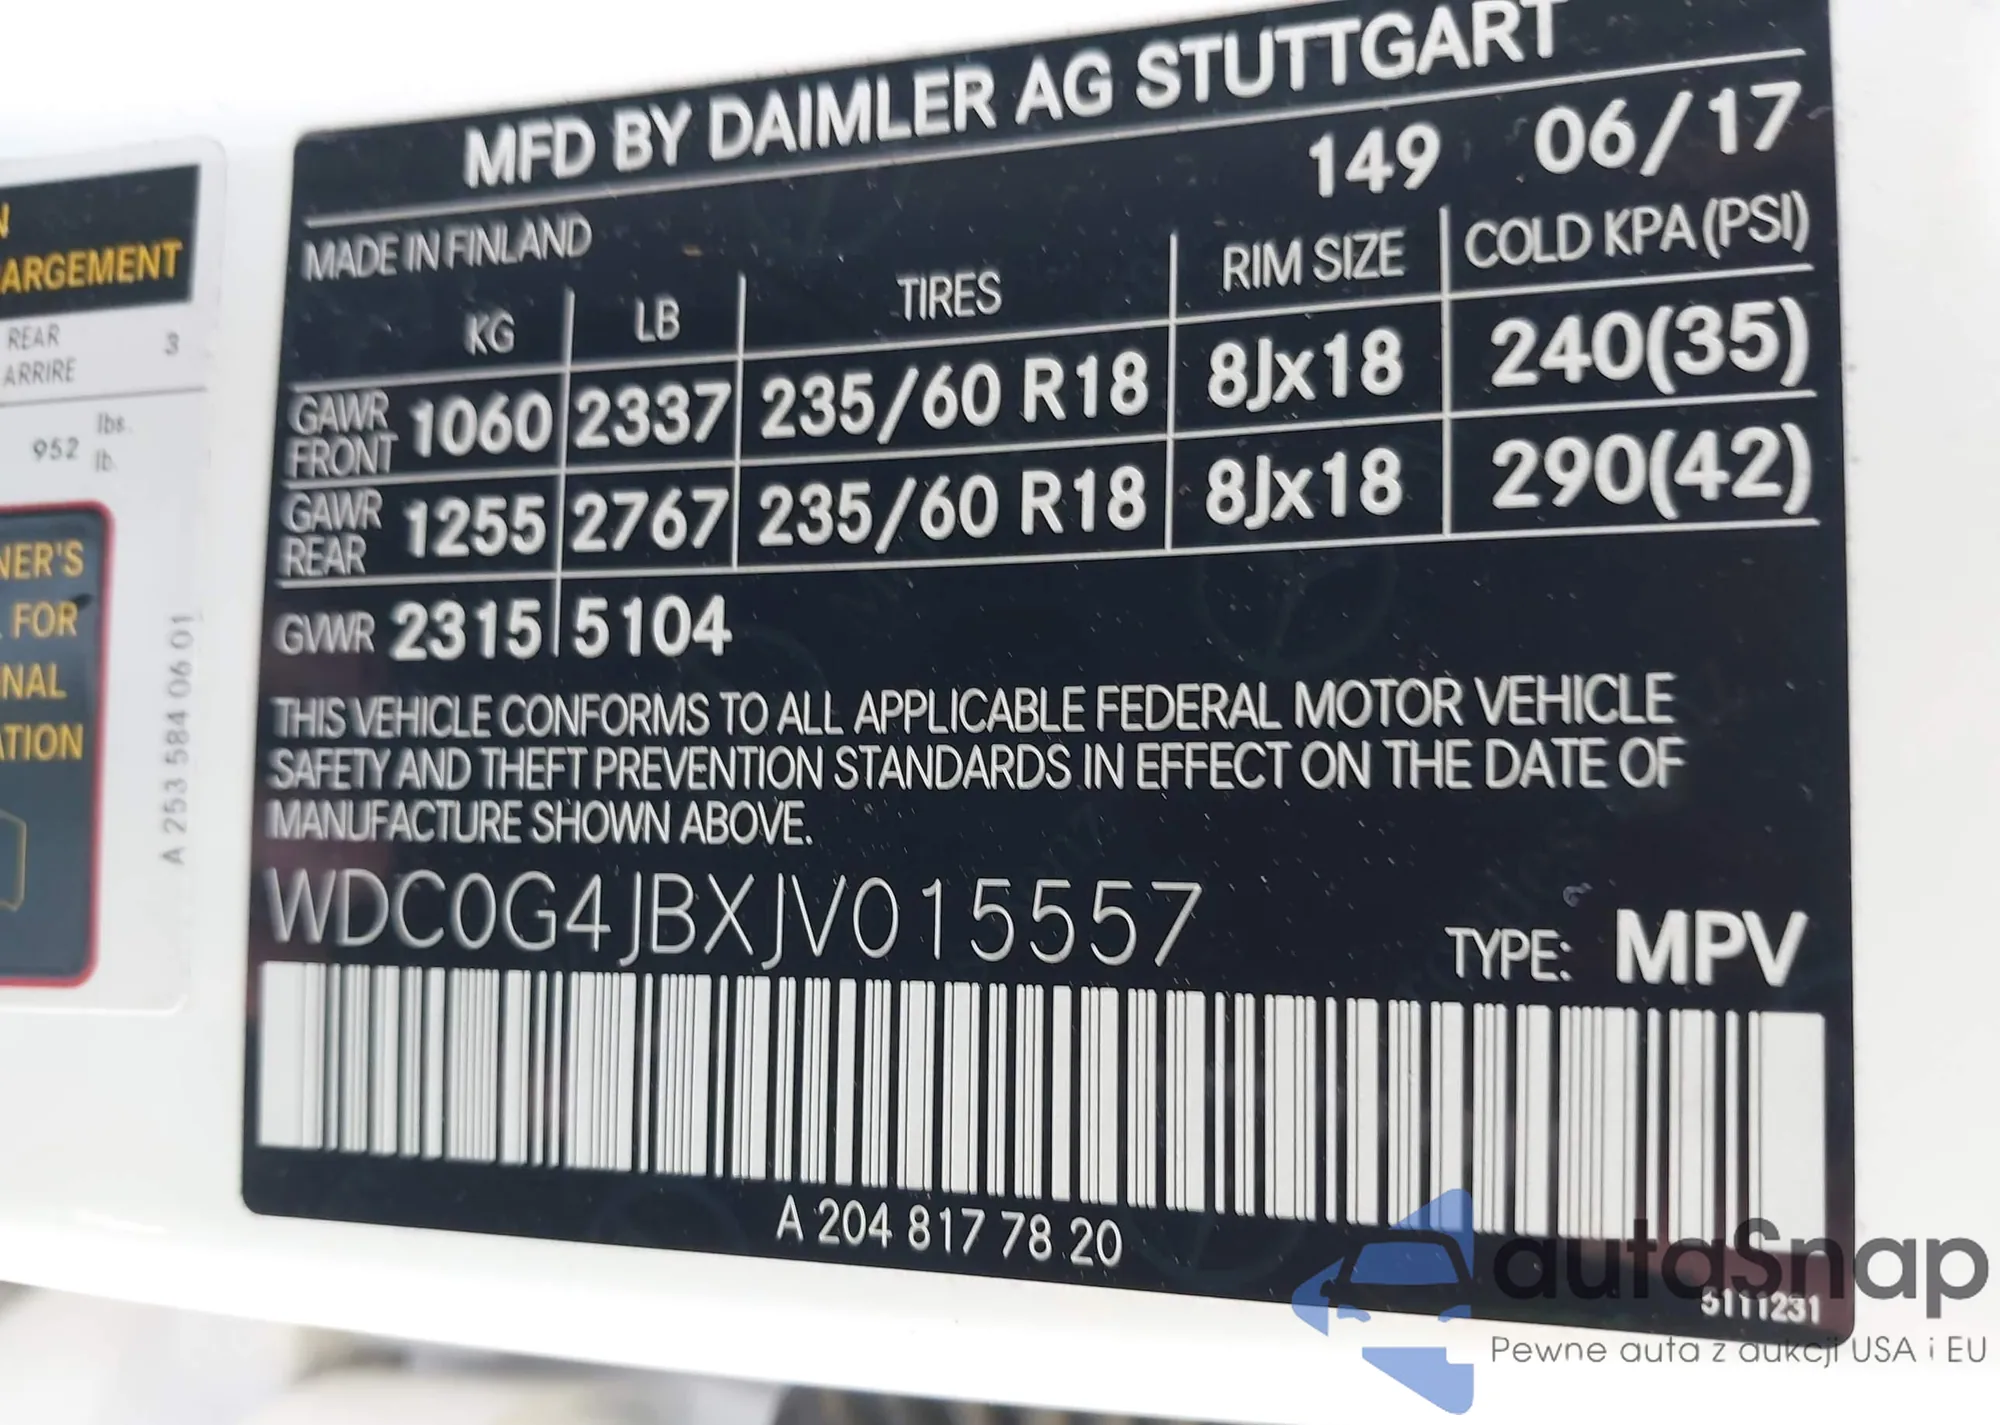 MFD BY DAIMLER AG STUTTGART
149 06/17
MADE IN FINLAND
KG LB TIRES RIM SIZE COLD KPA (PSI)
GAWR FRONT 1060 2337 235/60 R18 8Jx18 240(35)
GAWR REAR 1255 2767 235/60 R18 8Jx18 290(42)
GVWR 2315 5104
THIS VEHICLE CONFORMS TO ALL APPLICABLE FEDERAL MOTOR VEHICLE
SAFETY AND THEFT PREVENTION STANDARDS IN EFFECT ON THE DATE OF
MANUFACTURE SHOWN ABOVE.
WDC0G4JBXJV015557
TYPE: MPV
A 204 817 78 20
5111231
N
ARGEMENT
REAR 3
ARRIRE
952 lbs.
lb.
NER'S
FOR
NAL
ATION
A 253 584 06 01
autaSnap
Pewne auta z aukcji USA i EU